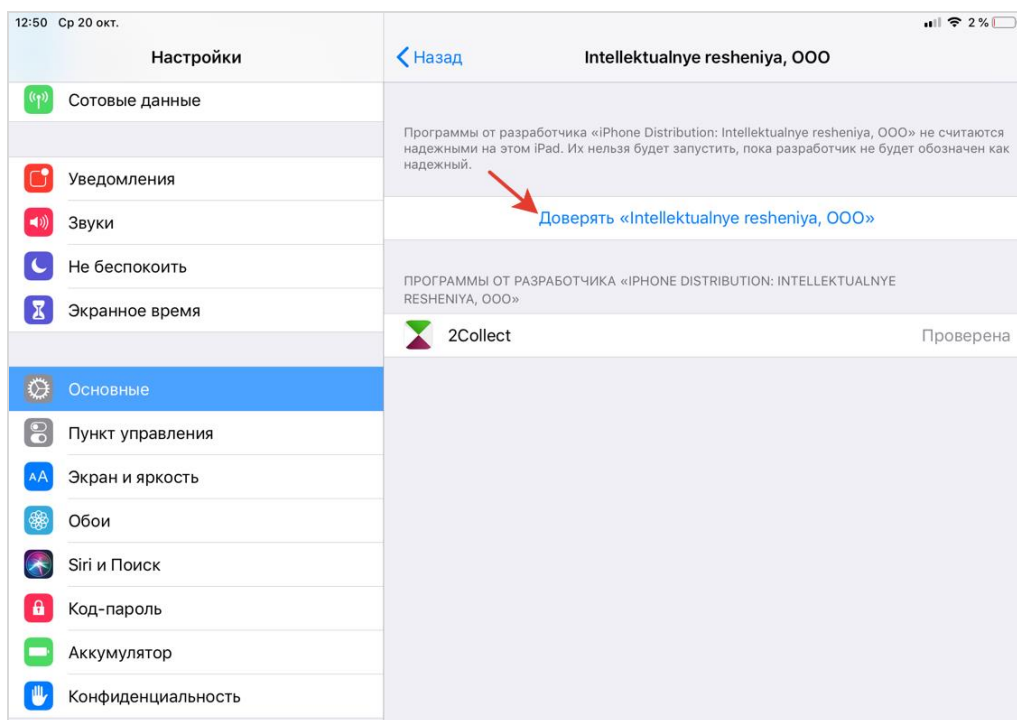 12:50 Ср 20 окт.
2 %
Настройки
Сотовые данные
Уведомления
Звуки
Не беспокоить
Экранное время
Основные
Пункт управления
AA Экран и яркость
Обои
Siri и Поиск
Код-пароль
Аккумулятор
Конфиденциальность
Назад
Intellektualnye resheniya, OOO
Программы от разработчика «iPhone Distribution: Intellektualnye resheniya, OOO» не считаются
надежными на этом iPad. Их нельзя будет запустить, пока разработчик не будет обозначен как
надежный.
Доверять «Intellektualnye resheniya, OOO»
ПРОГРАММЫ ОТ РАЗРАБОТЧИКА «IPHONE DISTRIBUTION: INTELLEKTUALNYE
RESHENIYA, OOO»
2Collect Проверена